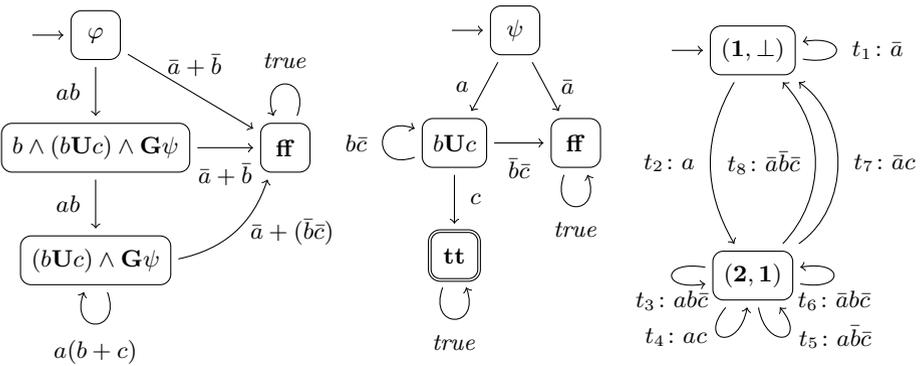 φ
ā + b̄
true
ab
b ∧ (bUc) ∧ Gψ
ā + b̄
ff
ab
(bUc) ∧ Gψ
ā + (b̄c̄)
a(b + c)
ψ
a
ā
bc̄
bUc
b̄c̄
ff
c
true
tt
true
(1, ⊥)
t₁: ā
t₂: a
t₈: āb̄c̄
t₇: āc
(2, 1)
t₃: abc̄
t₆: ābc̄
t₄: ac
t₅: ab̄c̄